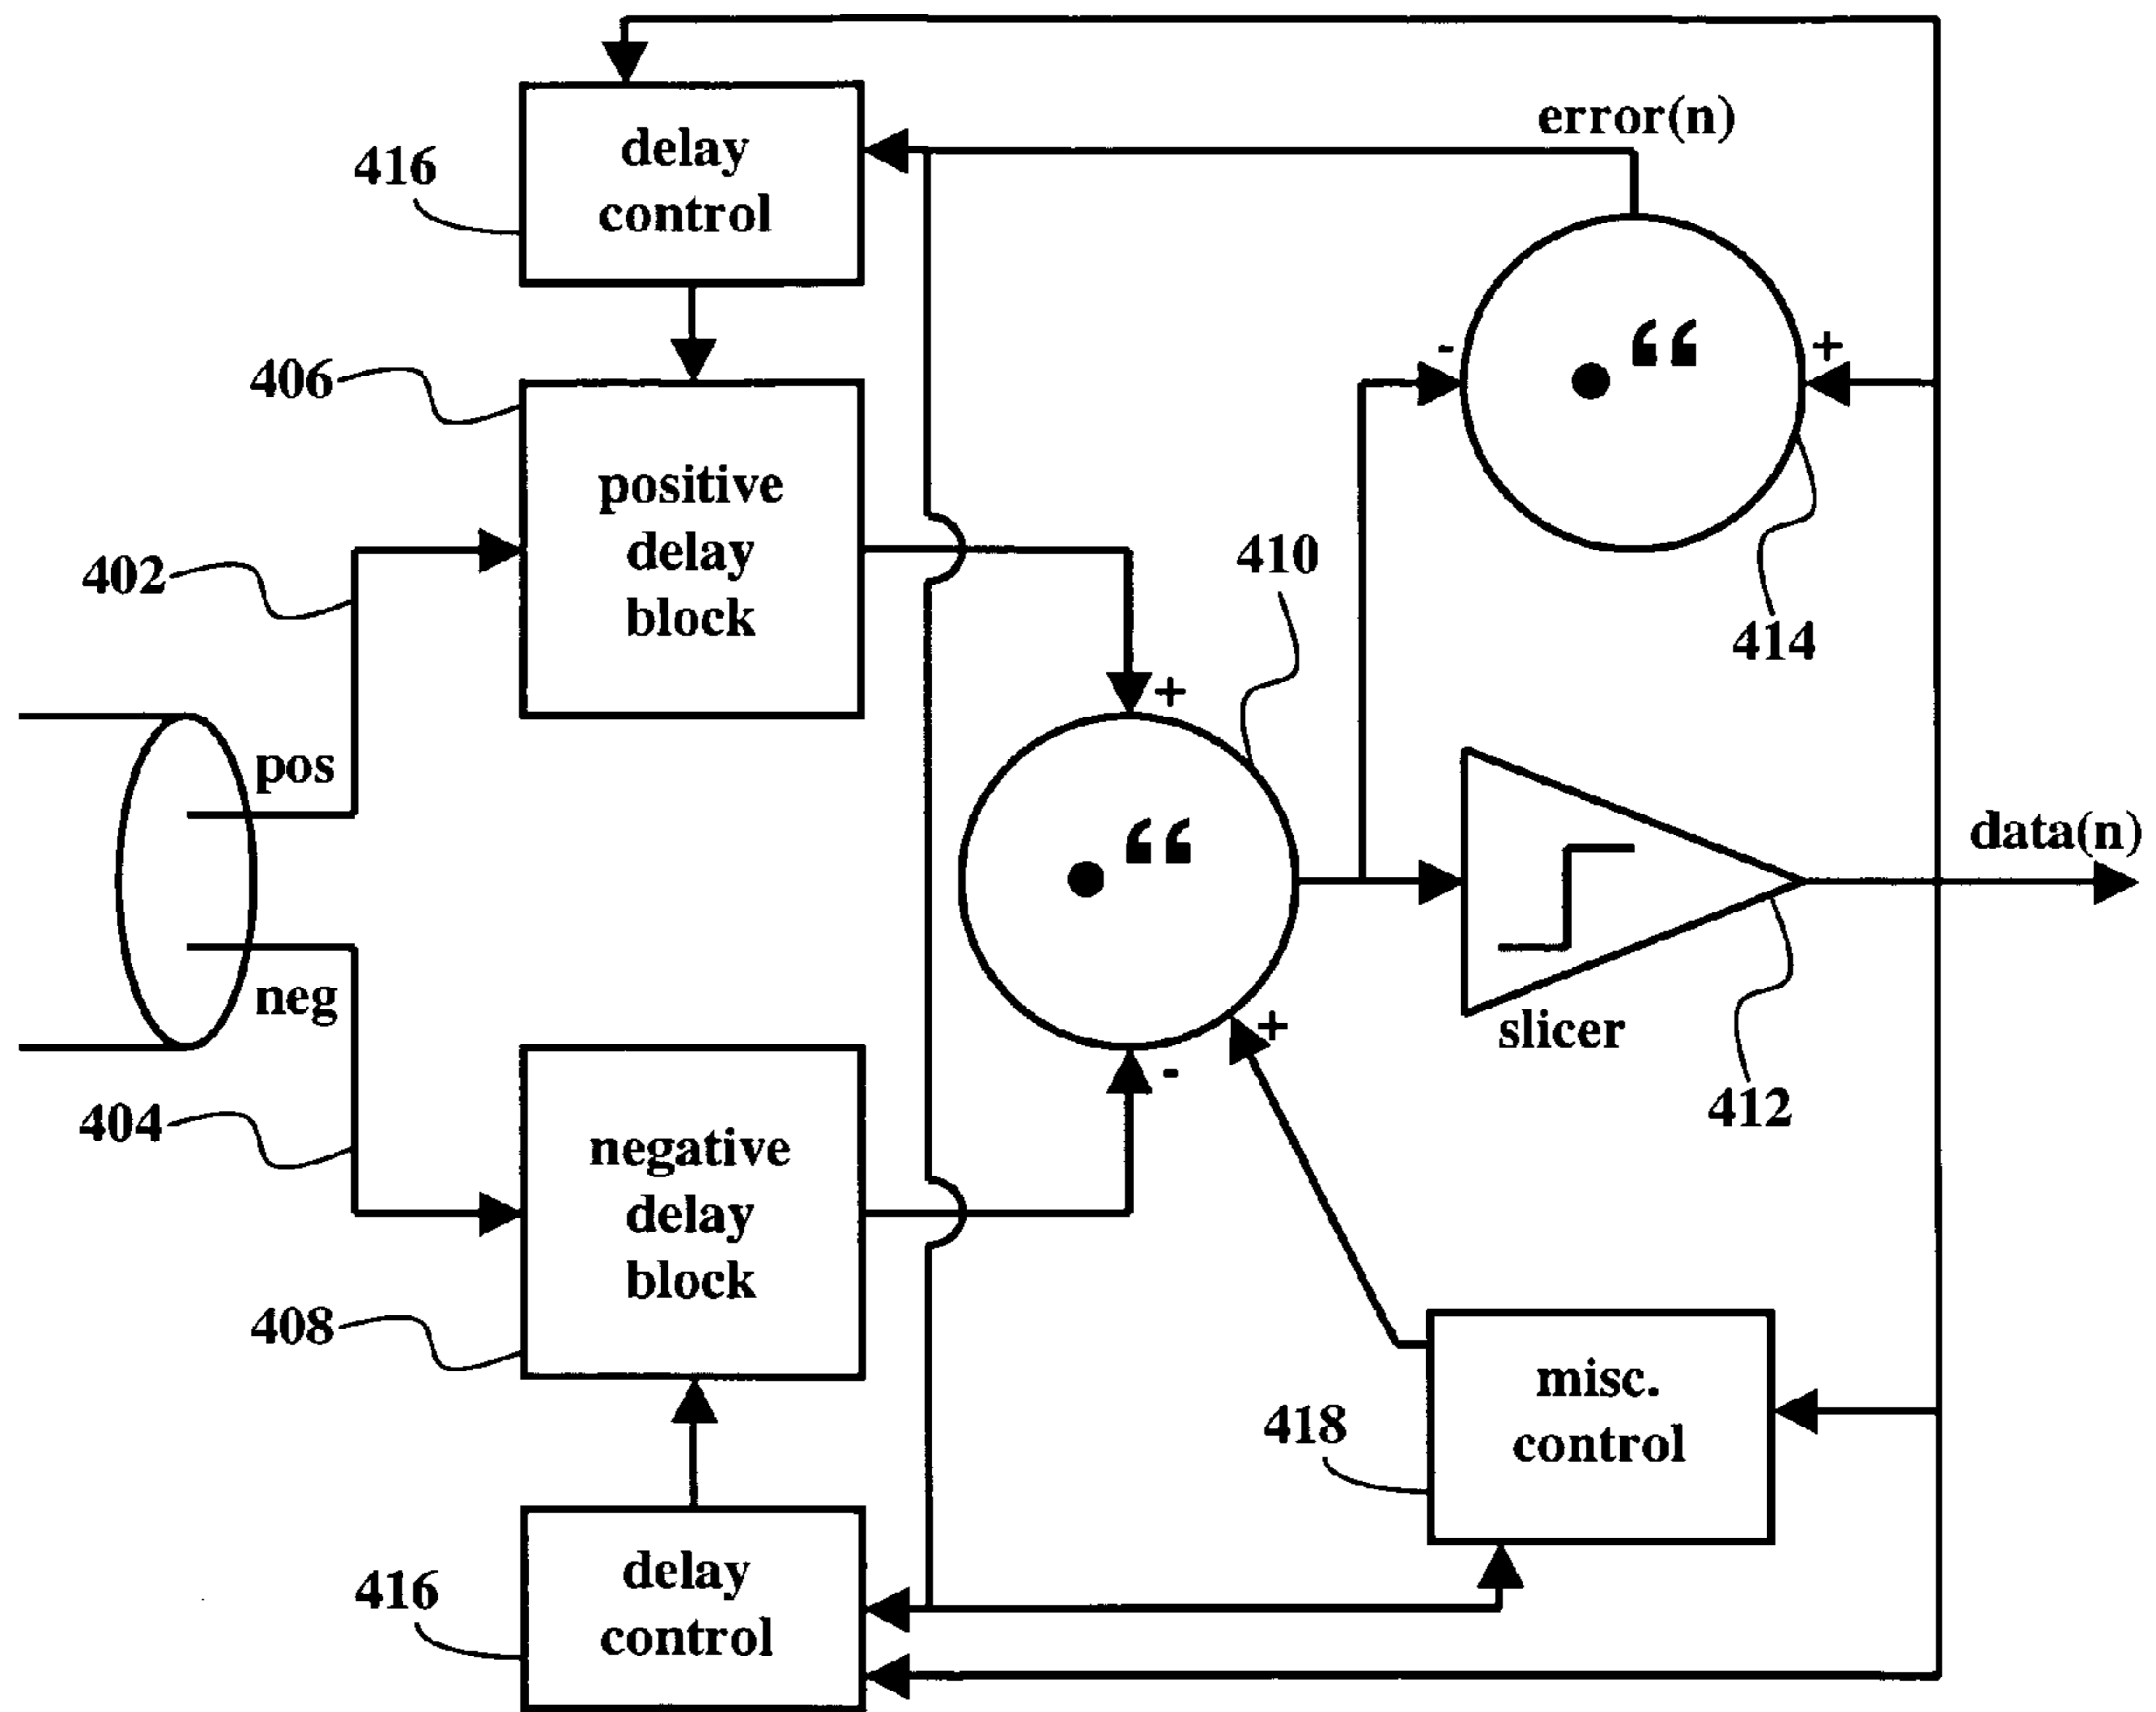 error(n)
416
delay
control
406
- “ +
positive
delay
block
402
410
414
+
pos
“
data(n)
neg
+
slicer
-
412
404
negative
delay
block
408
misc.
control
418
delay
control
416